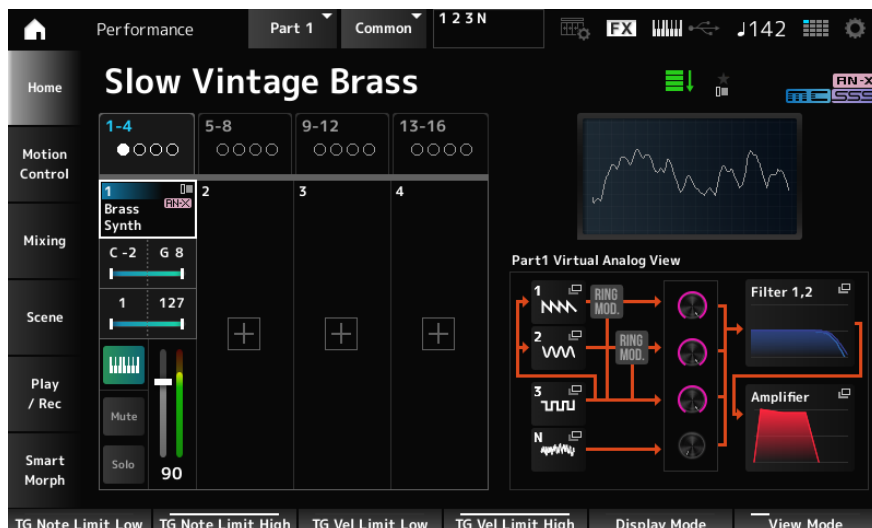 Performance
Part 1
Common
1 2 3 N
FX
♩142
Home
Slow Vintage Brass
AN-X
MC SSS
1-4
5-8
9-12
13-16
Motion
Control
1
2
3
4
Brass
Synth
AN-X
Mixing
C -2
G 8
Part1 Virtual Analog View
1
RING
MOD.
Filter 1,2
Scene
1
127
2
RING
MOD.
Play
/ Rec
3
Amplifier
Mute
N
Smart
Morph
Solo
90
TG Note Limit Low
TG Note Limit High
TG Vel Limit Low
TG Vel Limit High
Display Mode
View Mode